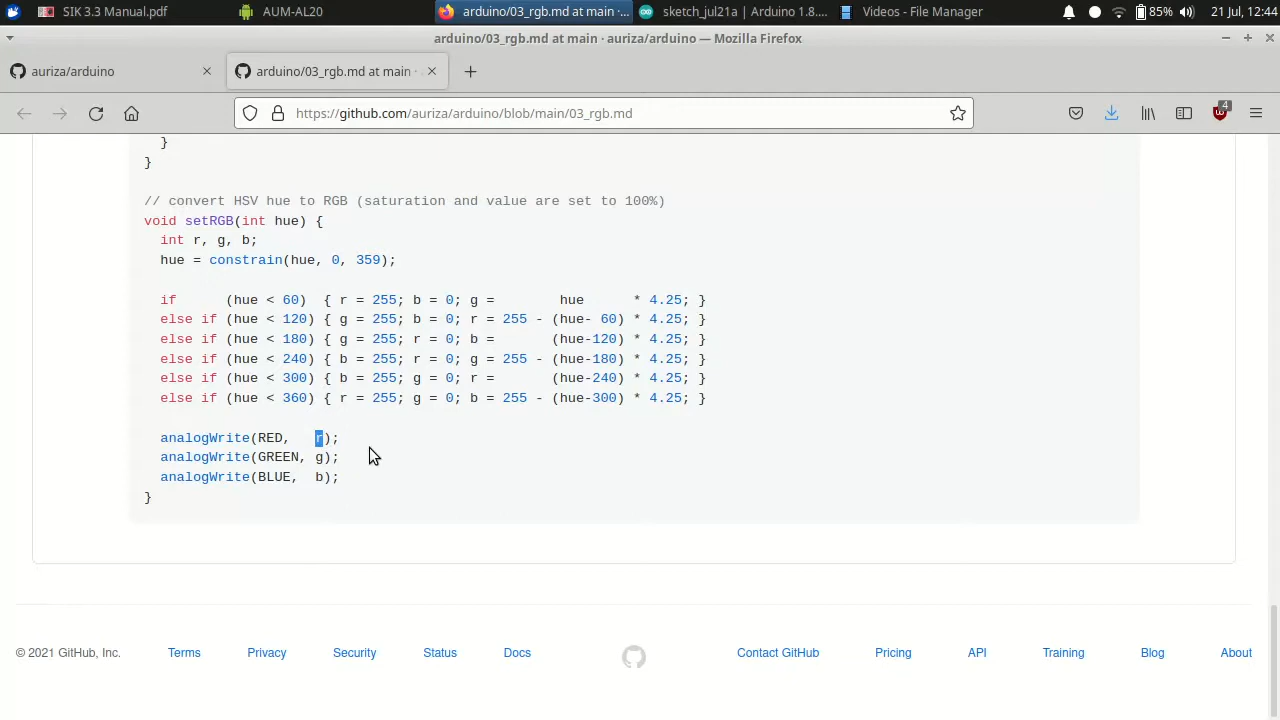 SIK 3.3 Manual.pdf AUM-AL20 arduino/03_rgb.md at main ·... sketch_jul21a | Arduino 1.8.... Videos - File Manager 85% 21 Jul, 12:44
arduino/03_rgb.md at main · auriza/arduino — Mozilla Firefox
auriza/arduino arduino/03_rgb.md at main ·
https://github.com/auriza/arduino/blob/main/03_rgb.md 4
}
}
// convert HSV hue to RGB (saturation and value are set to 100%)
void setRGB(int hue) {
int r, g, b;
hue = constrain(hue, 0, 359);
if      (hue < 60)  { r = 255; b = 0; g =        hue      * 4.25; }
else if (hue < 120) { g = 255; b = 0; r = 255 - (hue- 60) * 4.25; }
else if (hue < 180) { g = 255; r = 0; b =       (hue-120) * 4.25; }
else if (hue < 240) { b = 255; r = 0; g = 255 - (hue-180) * 4.25; }
else if (hue < 300) { b = 255; g = 0; r =       (hue-240) * 4.25; }
else if (hue < 360) { r = 255; g = 0; b = 255 - (hue-300) * 4.25; }
analogWrite(RED,   r);
analogWrite(GREEN, g);
analogWrite(BLUE,  b);
}
© 2021 GitHub, Inc. Terms Privacy Security Status Docs Contact GitHub Pricing API Training Blog About